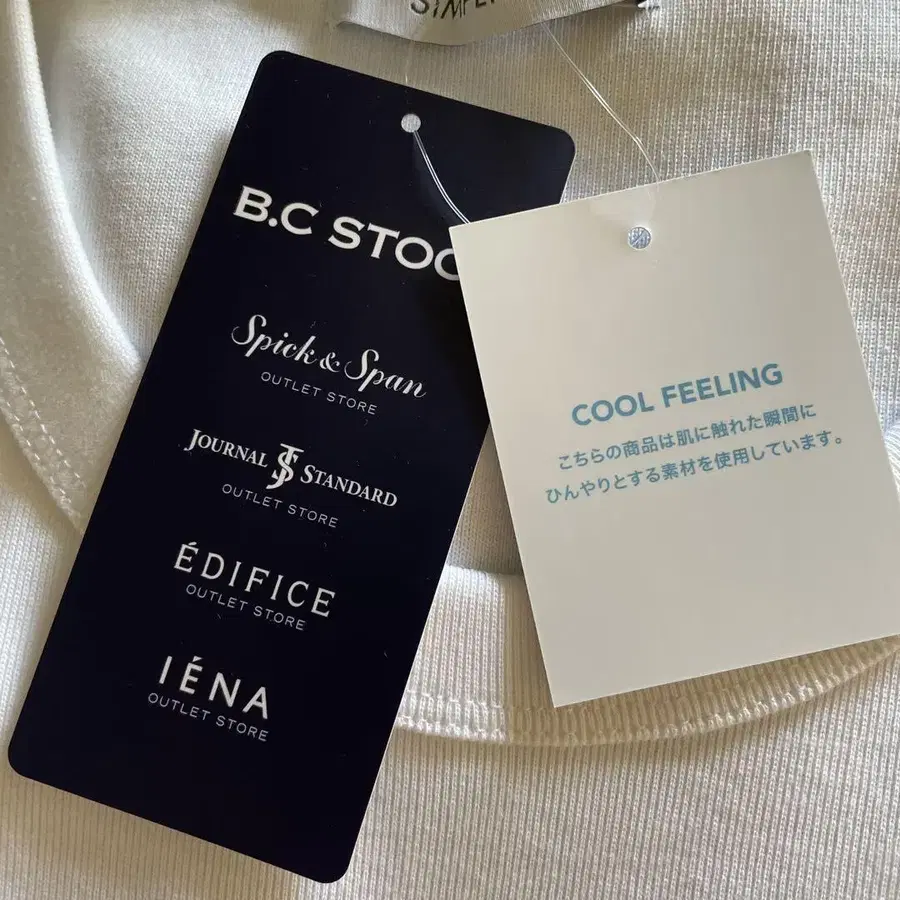 B.C STOC
Spick & Span
OUTLET STORE
JOURNAL JS STANDARD
OUTLET STORE
ÉDIFICE
OUTLET STORE
IÉNA
OUTLET STORE
COOL FEELING
こちらの商品は肌に触れた瞬間に
ひんやりとする素材を使用しています。